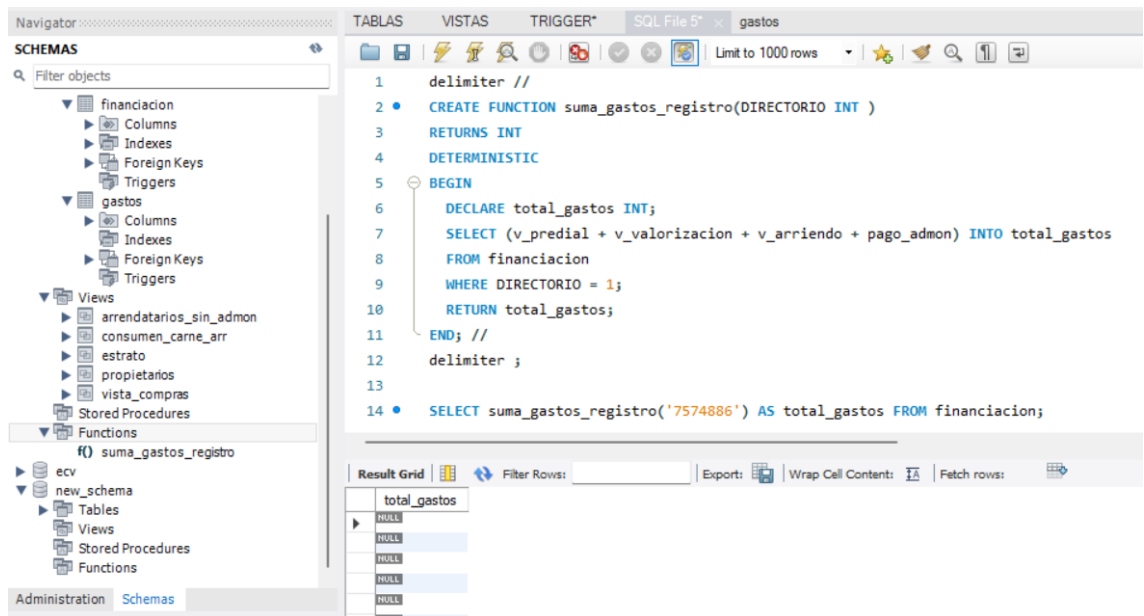 Navigator
SCHEMAS
Filter objects
financiacion
Columns
Indexes
Foreign Keys
Triggers
gastos
Columns
Indexes
Foreign Keys
Triggers
Views
arrendatarios_sin_admon
consumen_carne_arr
estrato
propietarios
vista_compras
Stored Procedures
Functions
f() suma_gastos_registro
ecv
new_schema
Tables
Views
Stored Procedures
Functions
Administration Schemas
TABLAS VISTAS TRIGGER* SQL File 5* × gastos
Limit to 1000 rows
1 delimiter //
2 CREATE FUNCTION suma_gastos_registro(DIRECTORIO INT )
3 RETURNS INT
4 DETERMINISTIC
5 BEGIN
6 DECLARE total_gastos INT;
7 SELECT (v_predial + v_valorizacion + v_arriendo + pago_admon) INTO total_gastos
8 FROM financiacion
9 WHERE DIRECTORIO = 1;
10 RETURN total_gastos;
11 END; //
12 delimiter ;
13
14 SELECT suma_gastos_registro('7574886') AS total_gastos FROM financiacion;
Result Grid Filter Rows: Export: Wrap Cell Content: IA Fetch rows:
total_gastos
NULL
NULL
NULL
NULL
NULL